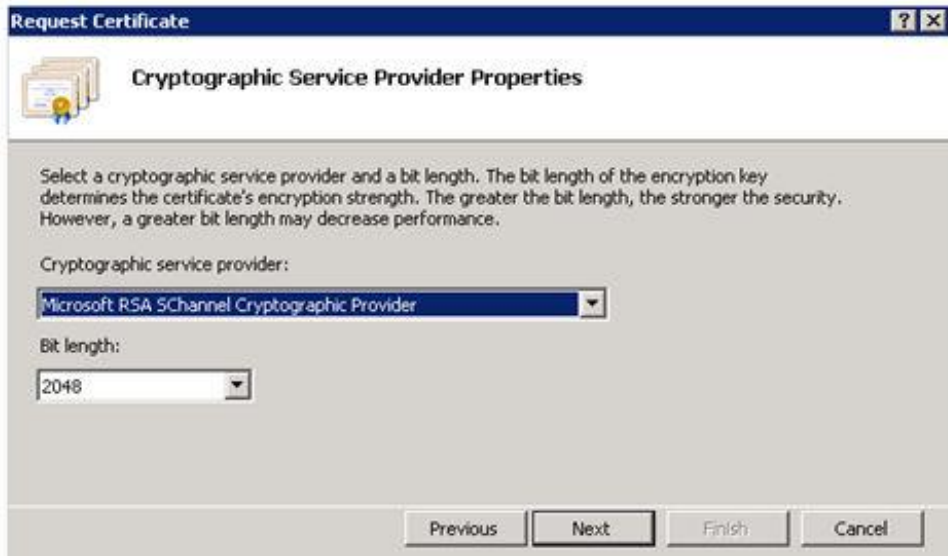 Request Certificate
Cryptographic Service Provider Properties
Select a cryptographic service provider and a bit length. The bit length of the encryption key
determines the certificate's encryption strength. The greater the bit length, the stronger the security.
However, a greater bit length may decrease performance.
Cryptographic service provider:
Microsoft RSA SChannel Cryptographic Provider
Bit length:
2048
Previous Next Finish Cancel